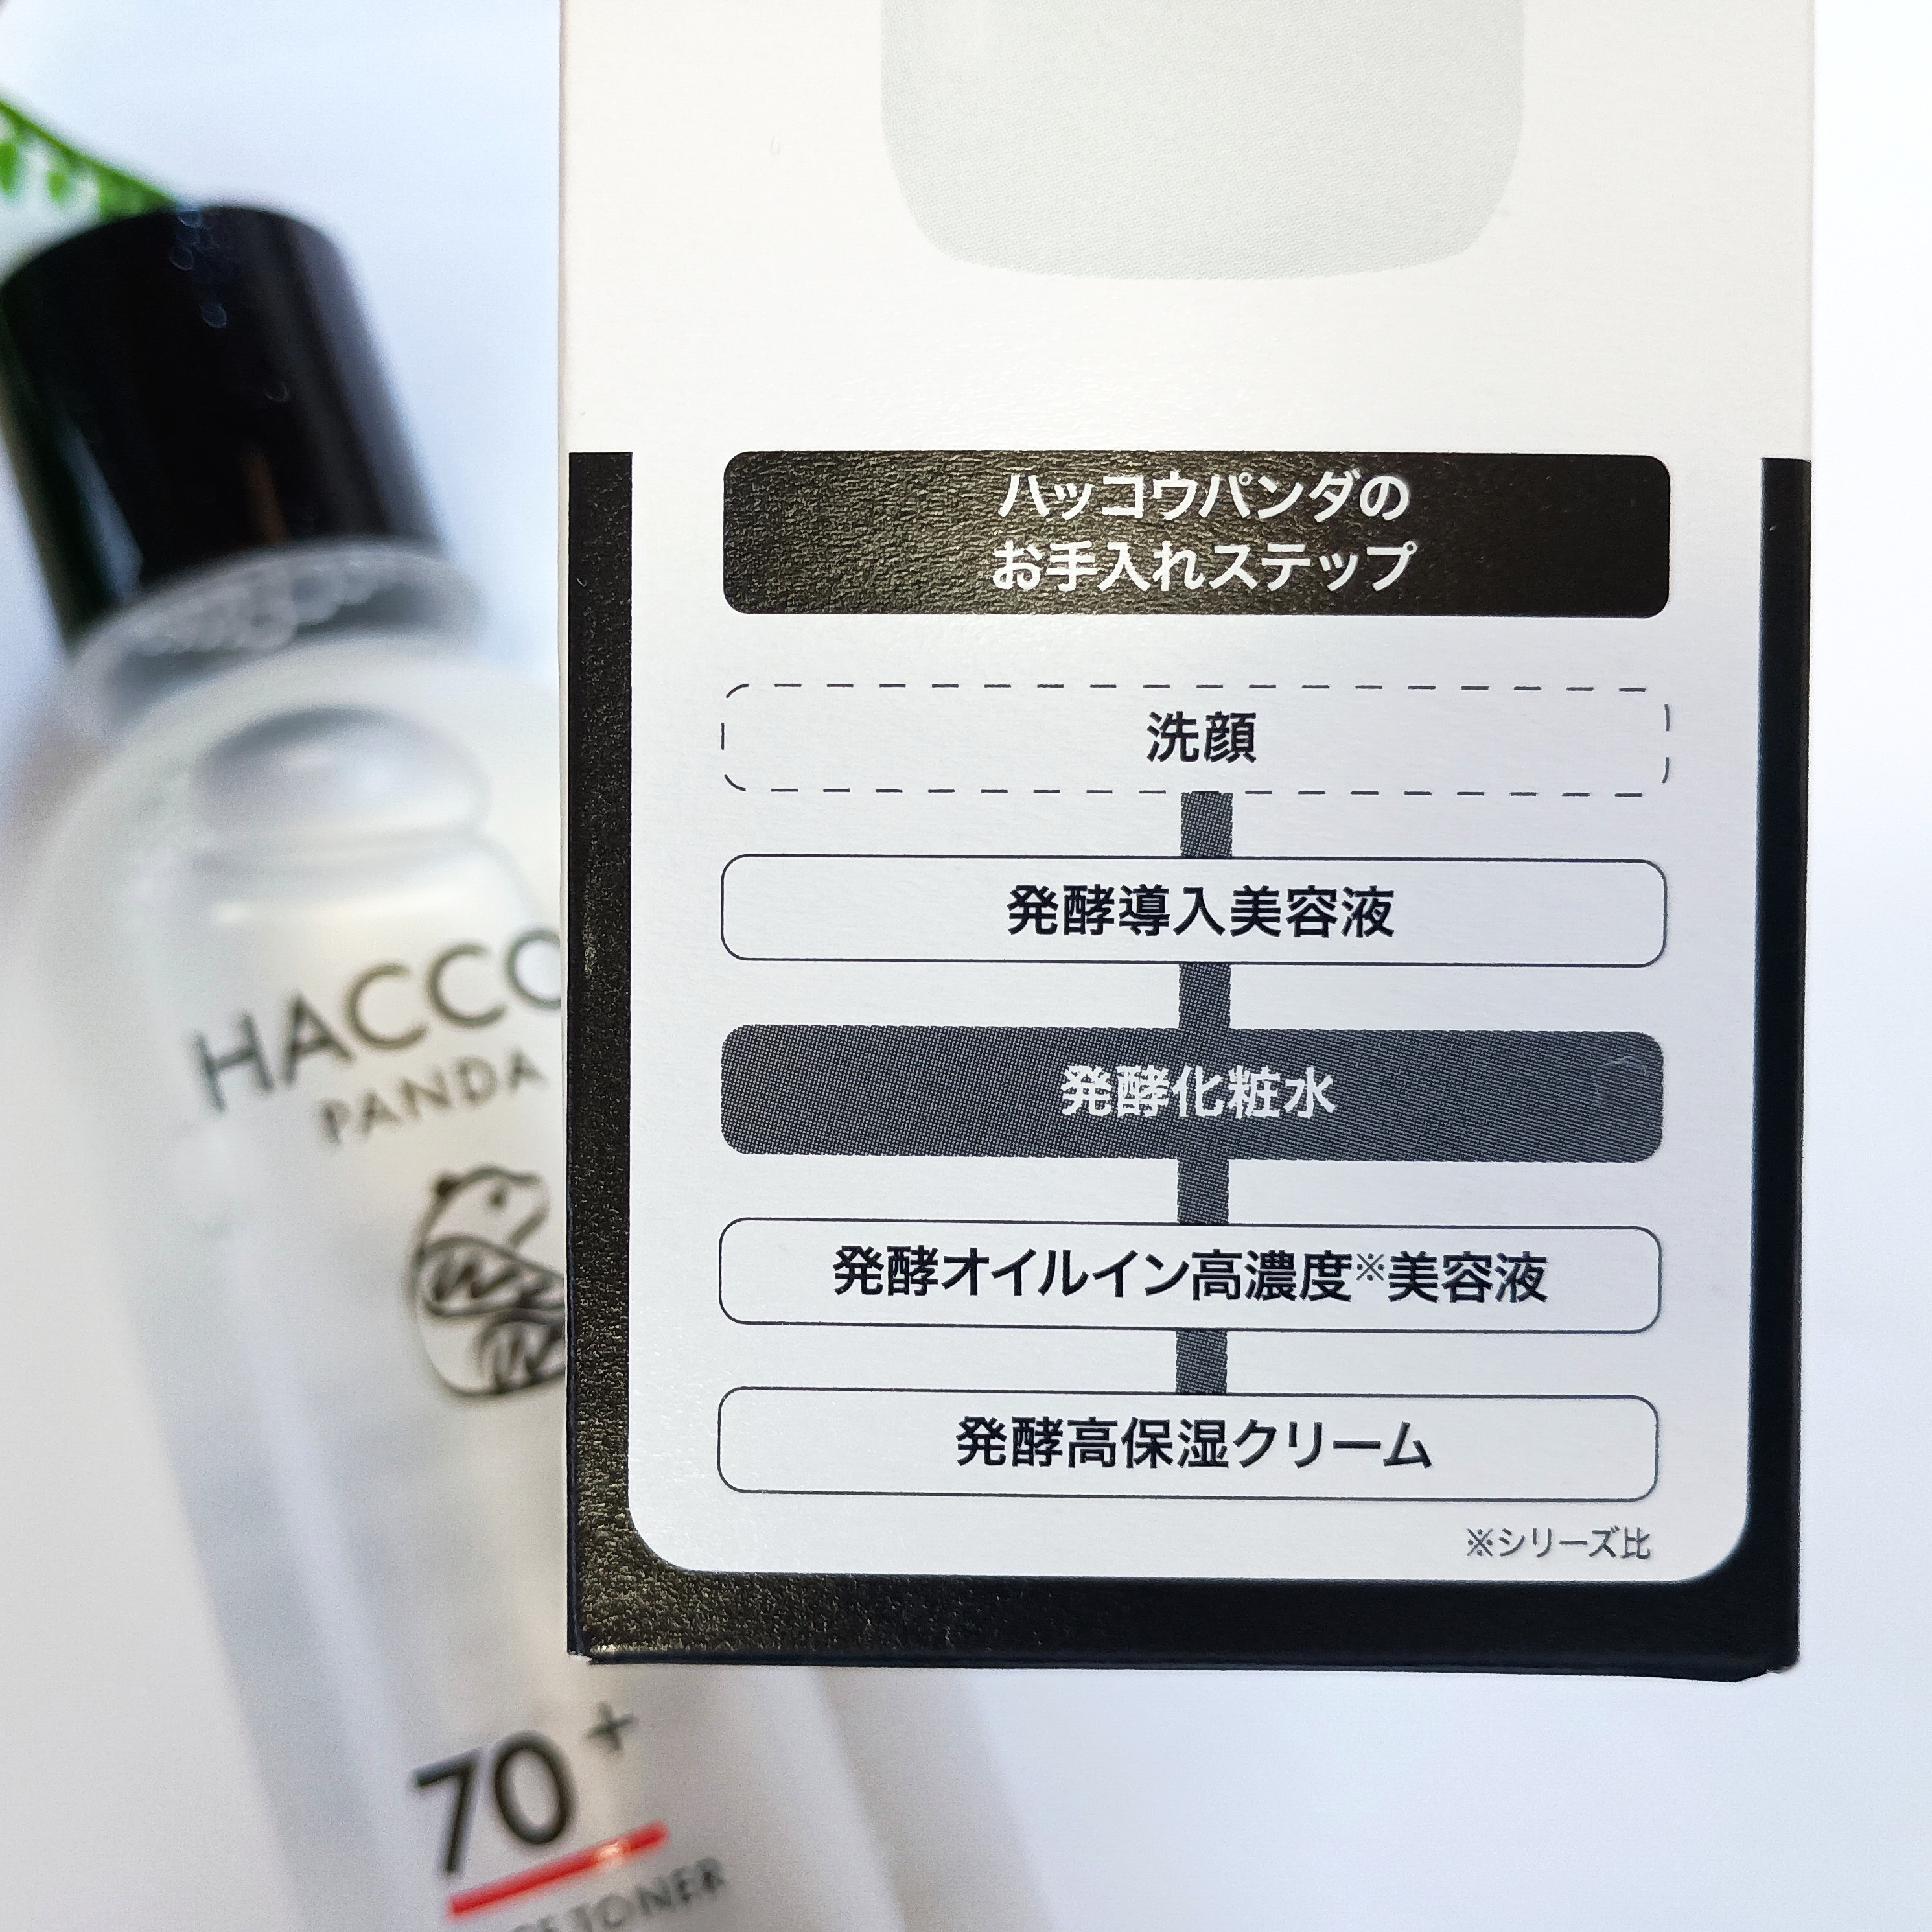 ハッコウパンダの
お手入れステップ
洗顔
発酵導入美容液
発酵化粧水
発酵オイルイン高濃度※美容液
発酵高保湿クリーム
※シリーズ比
HACCO
PANDA
70+
TONER